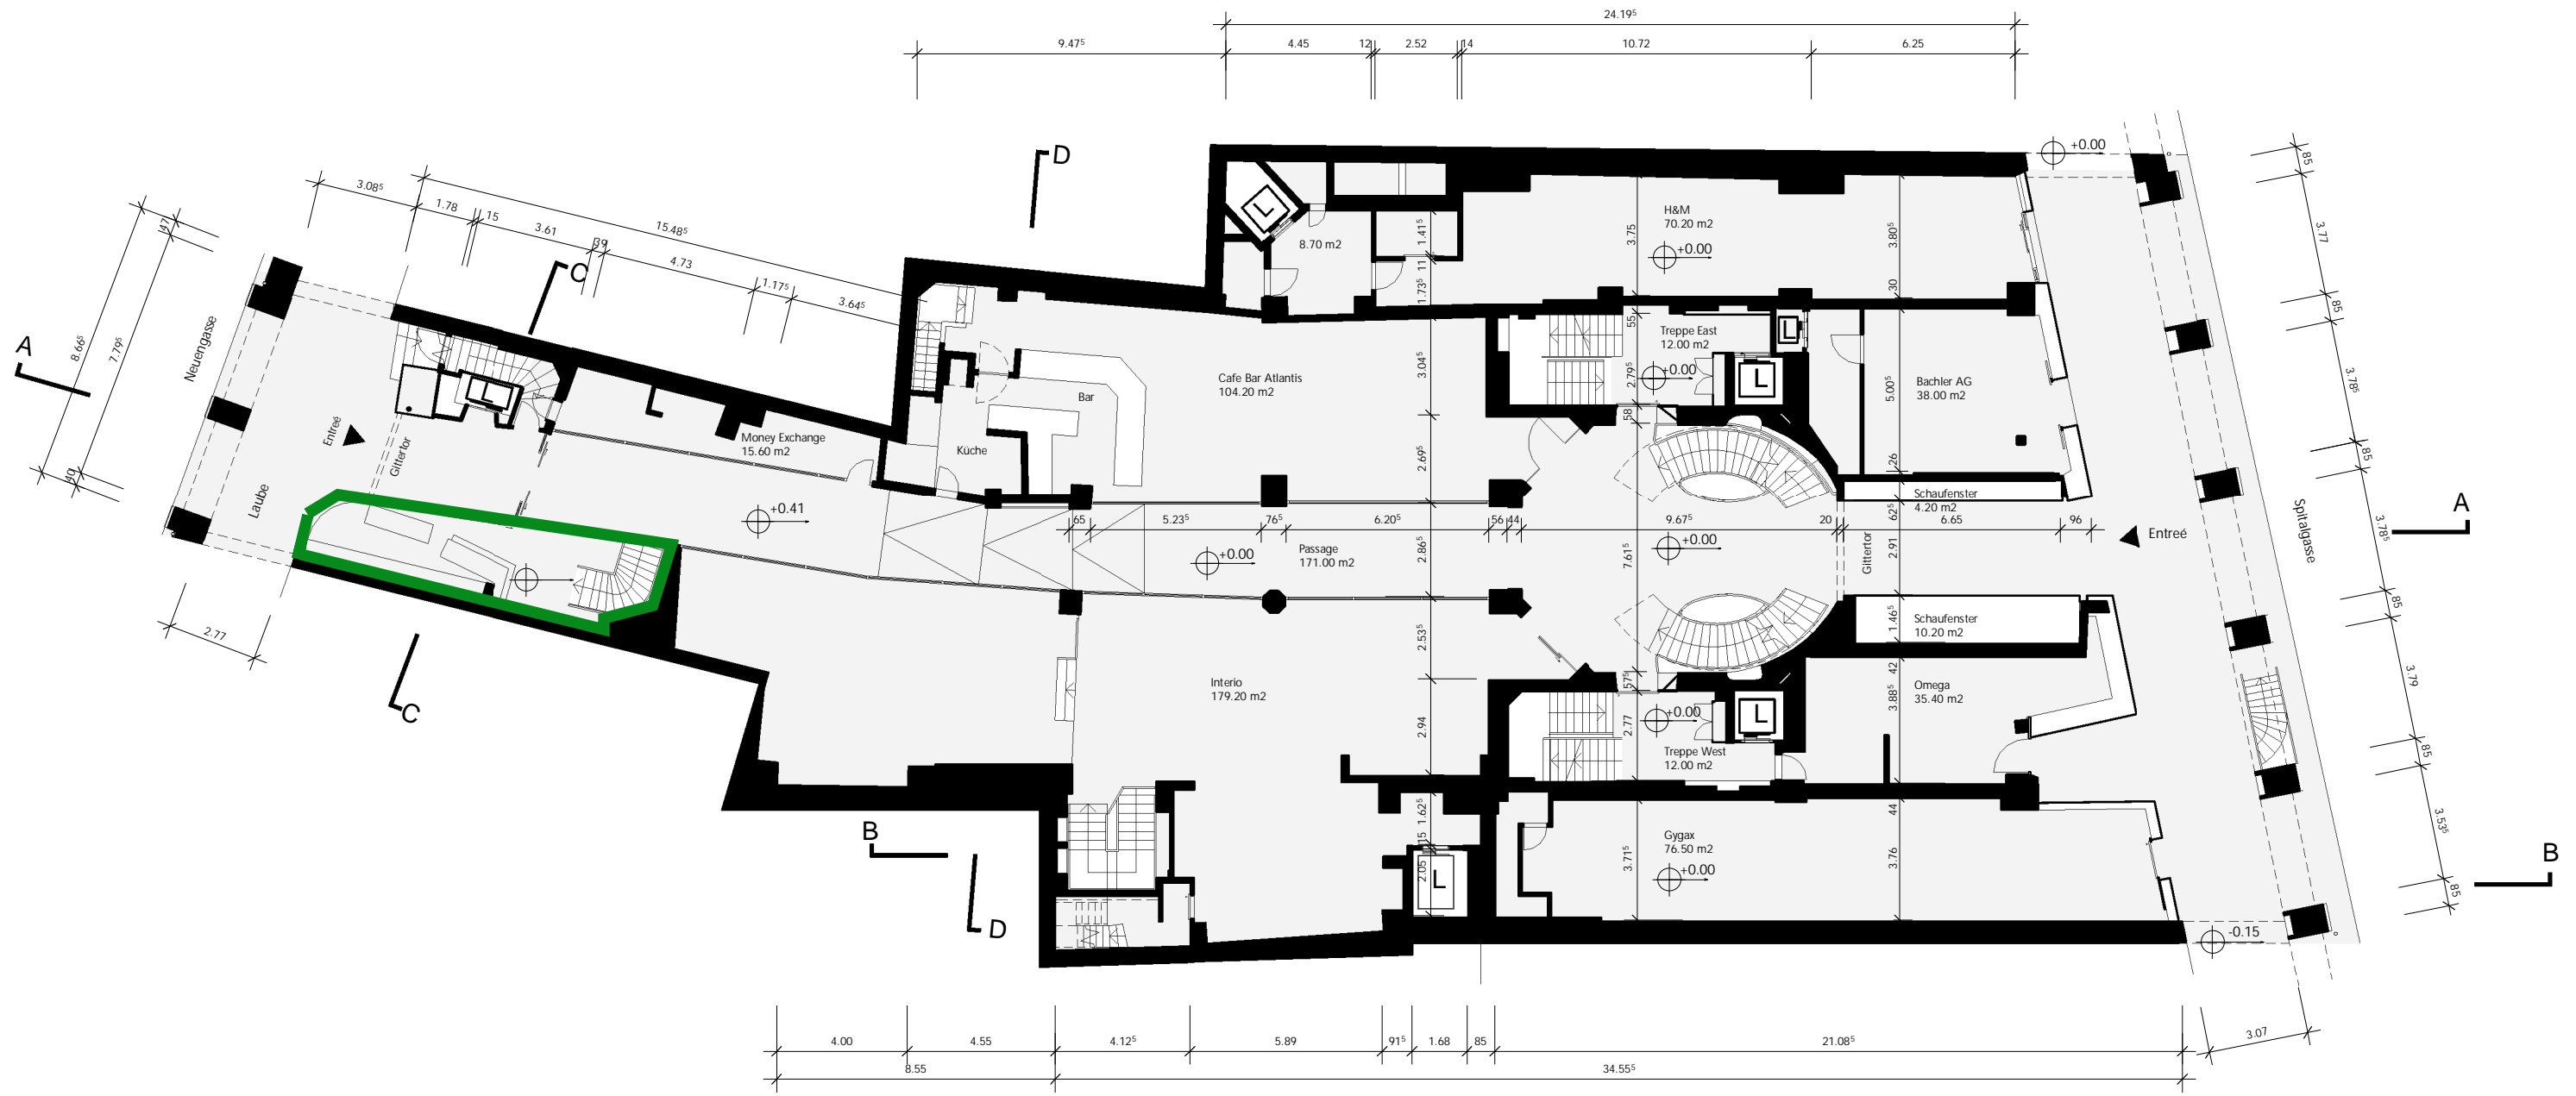 24.19⁵
9.47⁵
4.45
12
2.52
14
10.72
6.25
+0.00
85
D
3.08⁵
1.78
15
3.61
39
15.48⁵
4.73
1.17⁵
3.64⁵
47
8.66⁵
7.79⁵
40
A
Neuengasse
C
Entreé
Gittertor
Laube
L
Money Exchange
15.60 m2
+0.41
2.77
C
L
8.70 m2
1.41⁵
11
1.73⁵
H&M
70.20 m2
+0.00
3.75
3.80⁵
30
3.77
85
Cafe Bar Atlantis
104.20 m2
Bar
Küche
3.04⁵
2.69⁵
55
Treppe East
12.00 m2
+0.00
2.79⁵
58
L
L
Bachler AG
38.00 m2
5.00⁵
26
3.78⁵
85
Schaufenster
4.20 m2
62⁵
65
5.23⁵
76⁵
6.20⁵
56
44
9.67⁵
20
6.65
96
Entreé
Spitalgasse
A
3.78⁵
85
Passage
171.00 m2
+0.00
2.86⁵
7.61⁵
+0.00
Gittertor
2.91
Schaufenster
10.20 m2
1.46⁵
2.53⁵
Interio
179.20 m2
2.94
57⁵
2.77
+0.00
L
Treppe West
12.00 m2
42
3.88⁵
Omega
35.40 m2
3.79
85
44
Gygax
76.50 m2
+0.00
3.71⁵
3.76
3.53⁵
85
1.62⁵
15
2.05
L
B
D
B
-0.15
4.00
4.55
4.12⁵
5.89
91⁵
1.68
85
21.08⁵
3.07
8.55
34.55⁵